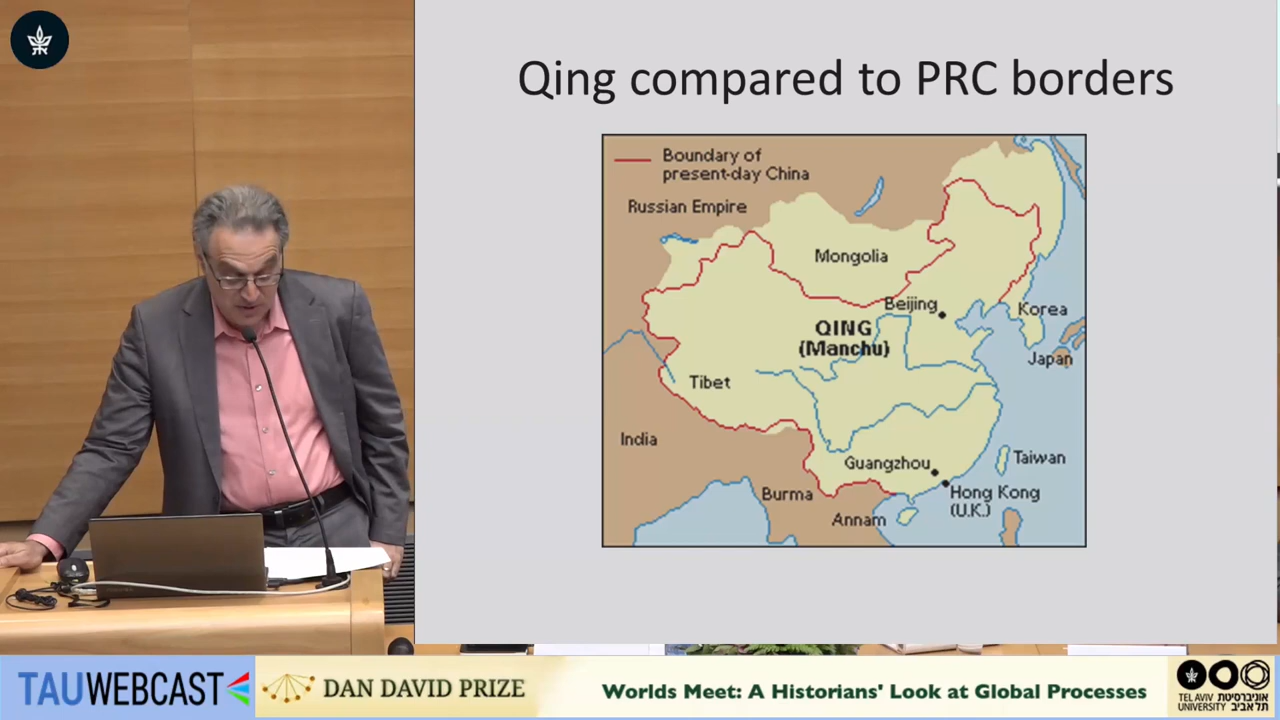 Qing compared to PRC borders
Boundary of
present-day China
Russian Empire
Mongolia
Beijing
Korea
QING
(Manchu)
Japan
Tibet
India
Guangzhou
Taiwan
Burma
Hong Kong
(U.K.)
Annam
TAUWEBCAST
DAN DAVID PRIZE
Worlds Meet: A Historians' Look at Global Processes
TEL AVIV אוניברסיטת
UNIVERSITY תל אביב